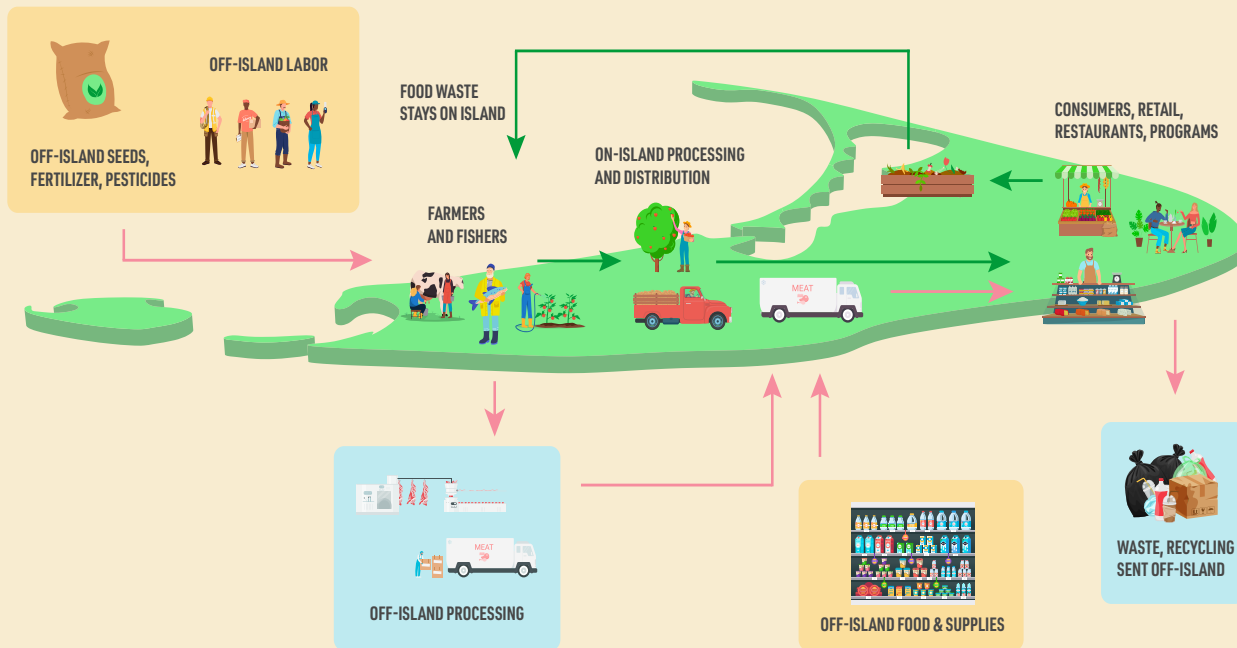 OFF-ISLAND LABOR
OFF-ISLAND SEEDS,
FERTILIZER, PESTICIDES
FOOD WASTE
STAYS ON ISLAND
FARMERS
AND FISHERS
ON-ISLAND PROCESSING
AND DISTRIBUTION
CONSUMERS, RETAIL,
RESTAURANTS, PROGRAMS
MEAT
MEAT
OFF-ISLAND PROCESSING
OFF-ISLAND FOOD & SUPPLIES
WASTE, RECYCLING
SENT OFF-ISLAND